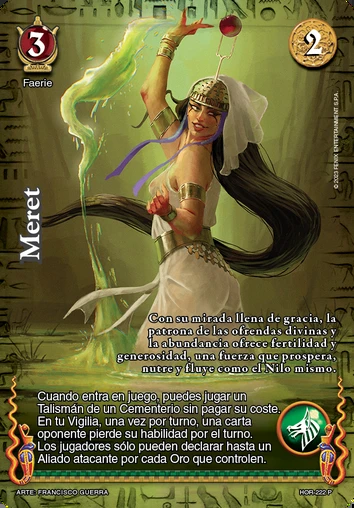 3
2
Faerie
© 2023 FENIX ENTERTAINMENT S.P.A.
Meret
Con su mirada llena de gracia, la
patrona de las ofrendas divinas y
la abundancia ofrece fertilidad y
generosidad, una fuerza que prospera,
nutre y fluye como el Nilo mismo.
Cuando entra en juego, puedes jugar un
Talismán de un Cementerio sin pagar su coste.
En tu Vigilia, una vez por turno, una carta
oponente pierde su habilidad por el turno.
Los jugadores sólo pueden declarar hasta un
Aliado atacante por cada Oro que controlen.
ARTE: FRANCISCO GUERRA
HOR-222 P